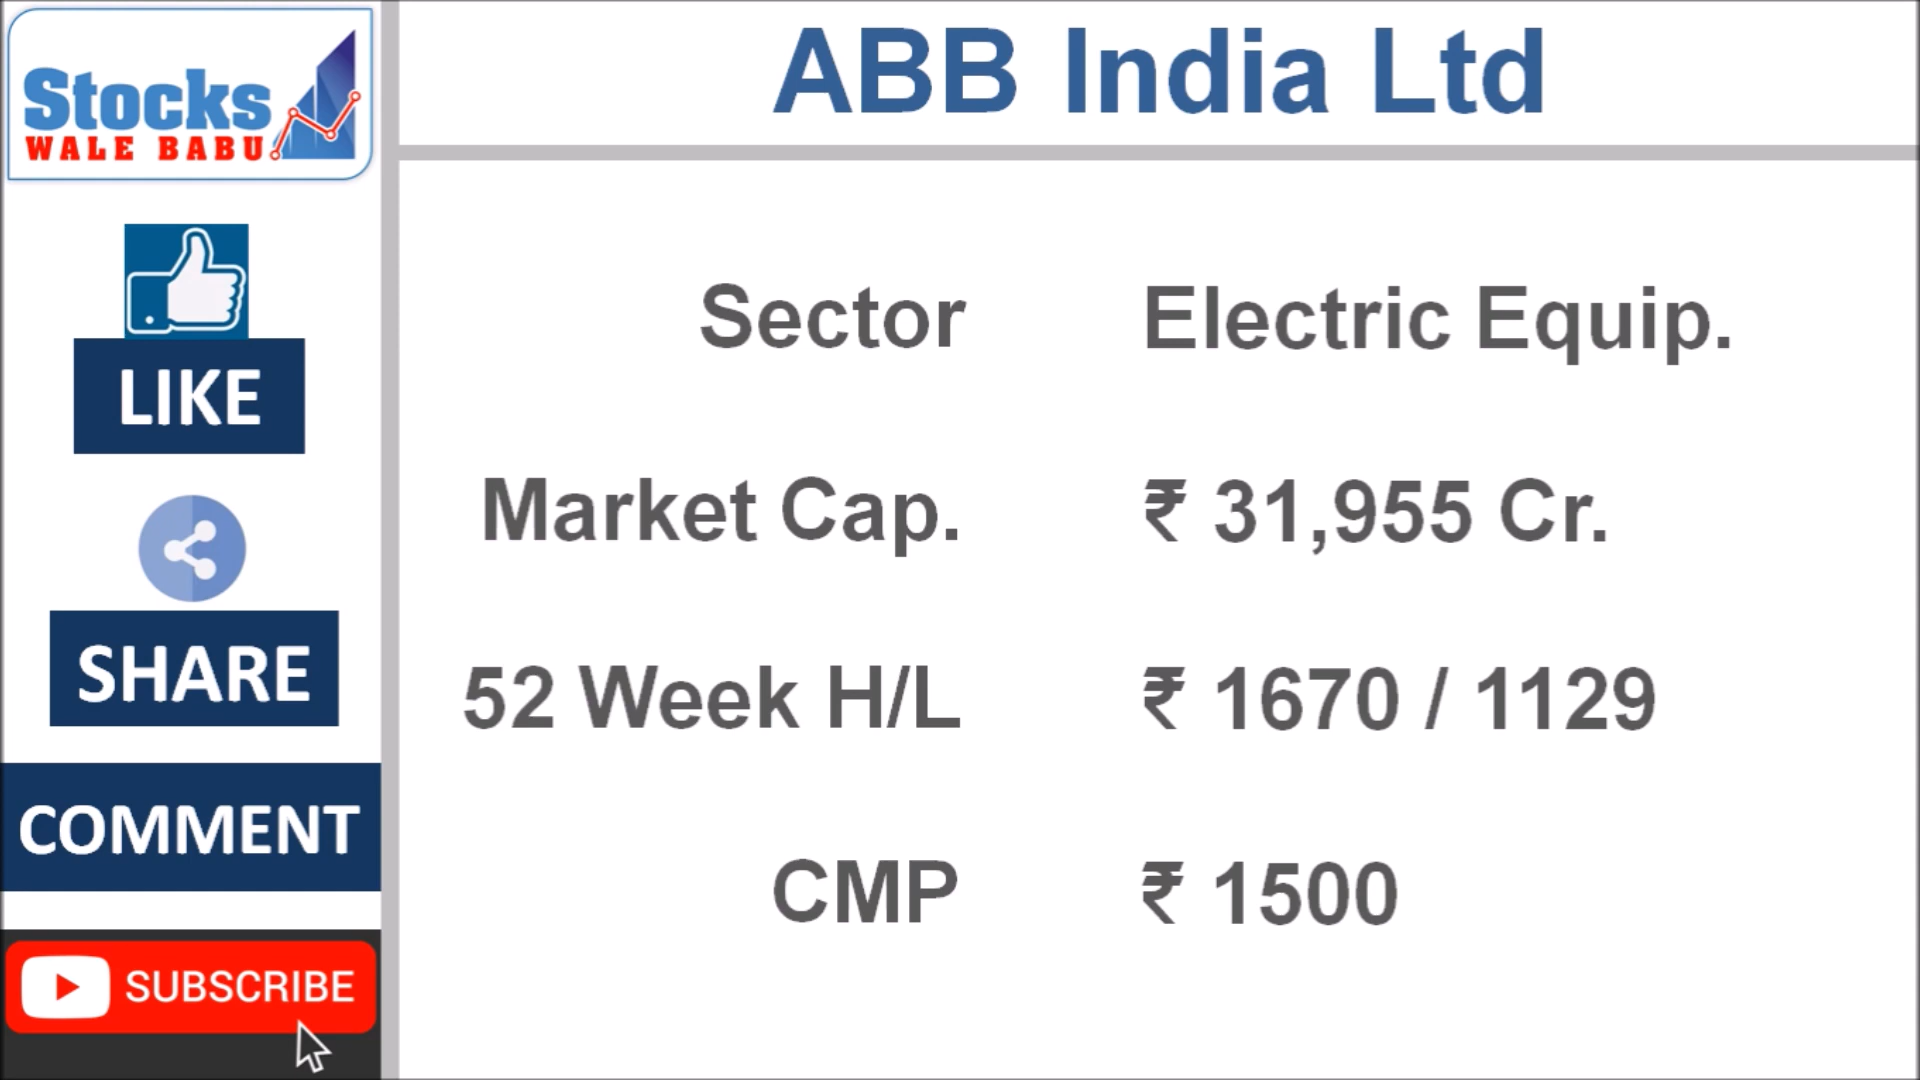 Stocks
WALE BABU
LIKE
SHARE
COMMENT
SUBSCRIBE
ABB India Ltd
Sector Electric Equip.
Market Cap. ₹ 31,955 Cr.
52 Week H/L ₹ 1670 / 1129
CMP ₹ 1500